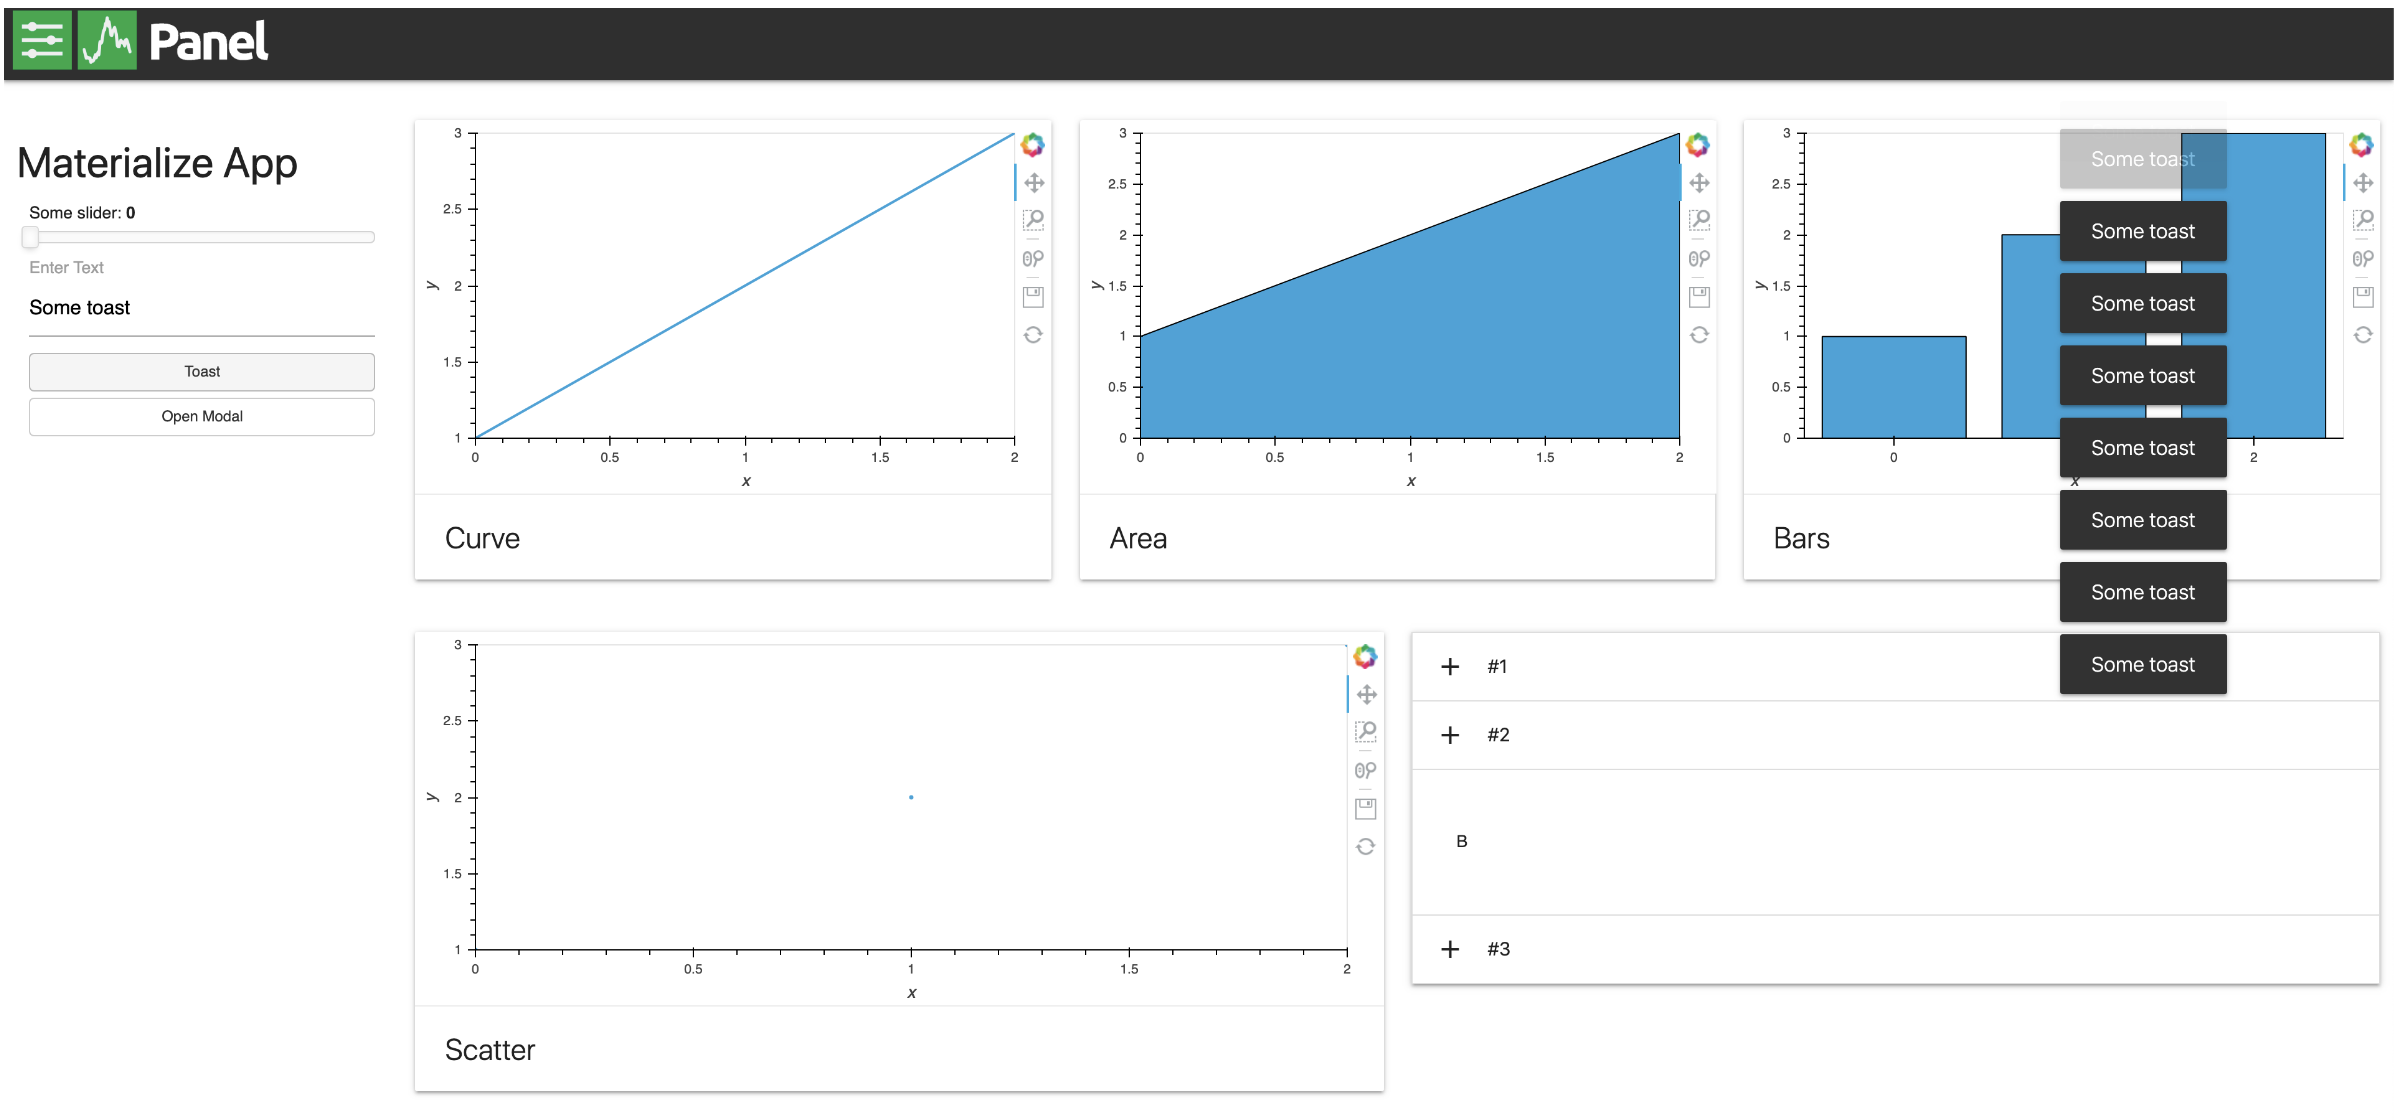 Panel
Materialize App
Some slider: 0
Enter Text
Some toast
Toast
Open Modal
3
2.5
2
1.5
1
y
0
0.5
1
1.5
2
x
Curve
3
2.5
2
1.5
1
0.5
0
y
0
0.5
1
1.5
2
x
Area
3
2.5
2
1.5
1
0.5
0
y
0
2
x
Bars
Some toast
Some toast
Some toast
Some toast
Some toast
Some toast
Some toast
Some toast
3
2.5
2
1.5
1
y
0
0.5
1
1.5
2
x
Scatter
#1
#2
B
#3